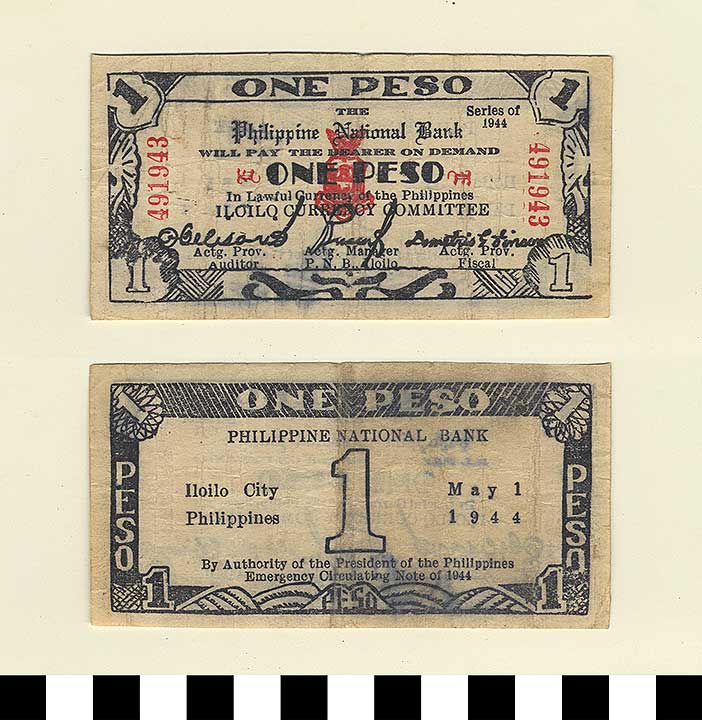 1 ONE PESO 1
THE
Series of
1944
Philippine National Bank
WILL PAY THE BEARER ON DEMAND
491943
ONE PESO
491943
In Lawful Currency of the Philippines
ILOILO CURRENCY COMMITTEE
Actg. Prov. Actg. Manager Actg. Prov.
Auditor P. N. B., Iloilo Fiscal
1 1
1 ONE PESO 1
PHILIPPINE NATIONAL BANK
PESO
1
PESO
Iloilo City May 1
Philippines 1944
By Authority of the President of the Philippines
Emergency Circulating Note of 1944
1 PESO 1